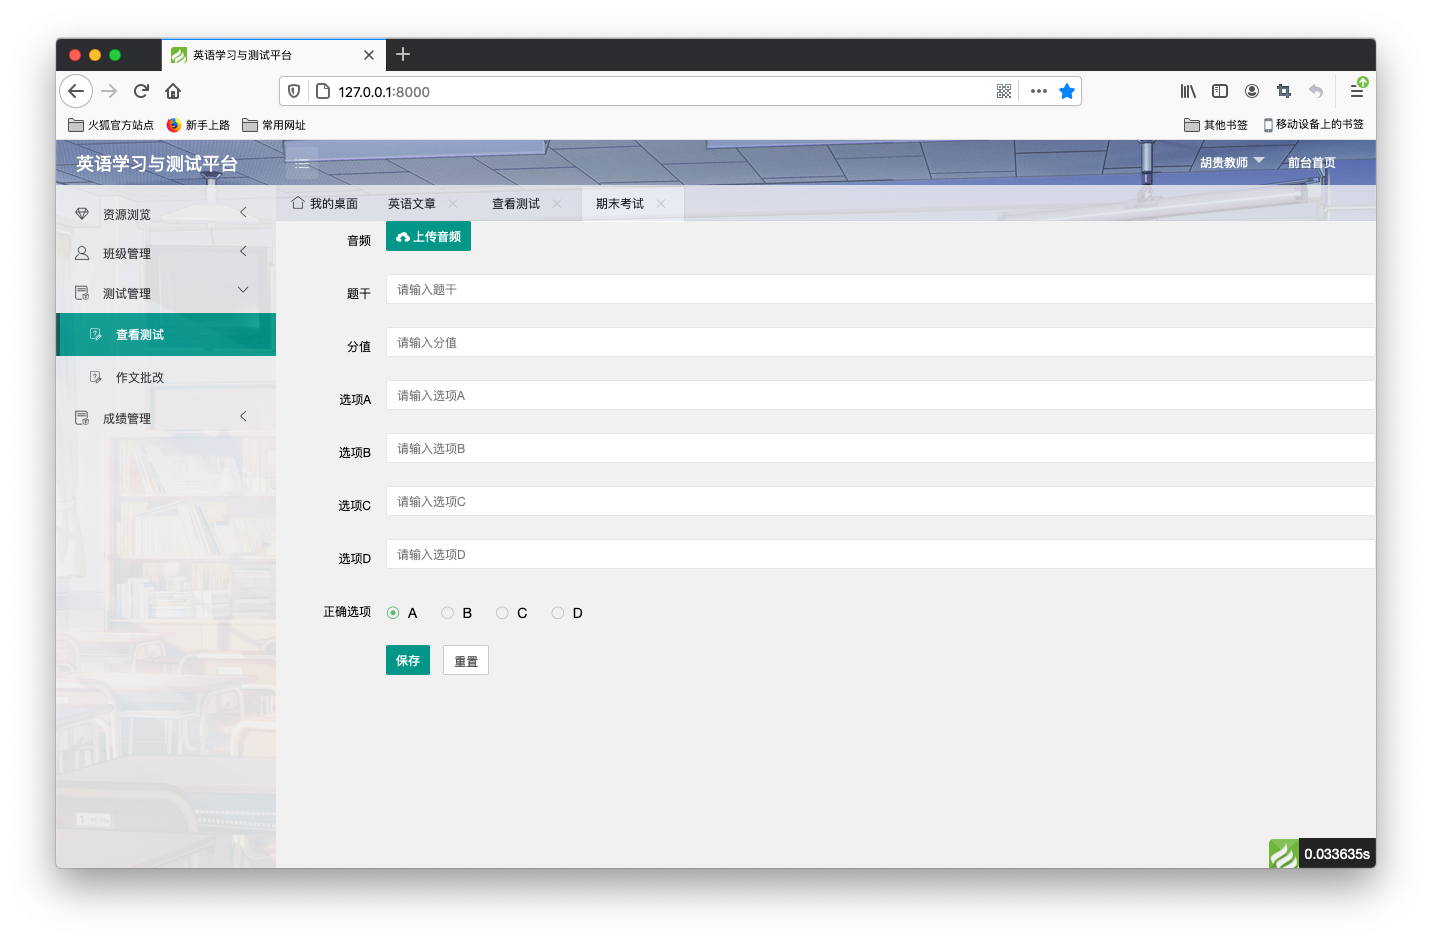 英语学习与测试平台
127.0.0.1:8000
火狐官方站点 新手上路 常用网址 其他书签 移动设备上的书签
英语学习与测试平台 胡贵教师 前台首页
我的桌面 英语文章 查看测试 期末考试
资源浏览
班级管理
测试管理
查看测试
作文批改
成绩管理
音频 上传音频
题干 请输入题干
分值 请输入分值
选项A 请输入选项A
选项B 请输入选项B
选项C 请输入选项C
选项D 请输入选项D
正确选项 A B C D
保存 重置
0.033635s